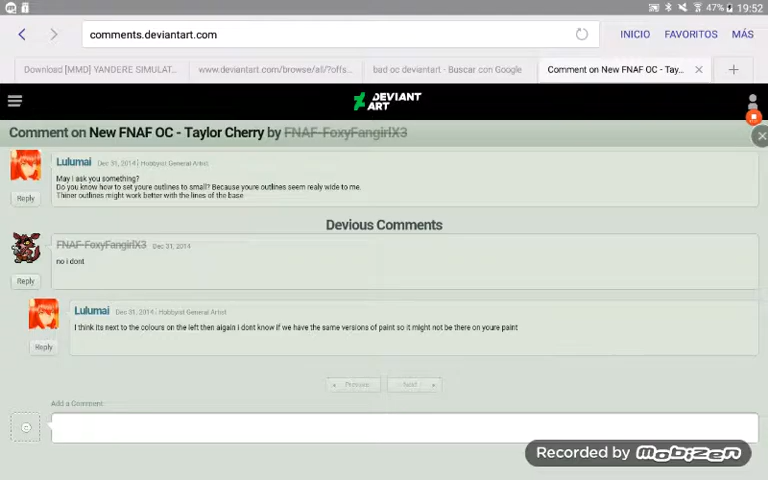 47% 19:52
comments.deviantart.com
INICIO FAVORITOS MÁS
Download [MMD] YANDERE SIMULAT... www.deviantart.com/browse/all/?offs... bad oc deviantart - Buscar con Google Comment on New FNAF OC - Tay...
DEVIANT
ART
Comment on New FNAF OC - Taylor Cherry by FNAF-FoxyFangirlX3
Lulumai Dec 31, 2014 | Hobbyist General Artist
May I ask you something?
Do you know how to set youre outlines to small? Because youre outlines seem realy wide to me.
Thiner outlines might work better with the lines of the base
Reply
Devious Comments
FNAF-FoxyFangirlX3 Dec 31, 2014
no i dont
Reply
Lulumai Dec 31, 2014 | Hobbyist General Artist
I think its next to the colours on the left then aigain I dont know if we have the same versions of paint so it might not be there on youre paint
Reply
Previous Next
Add a Comment:
Recorded by mobizen